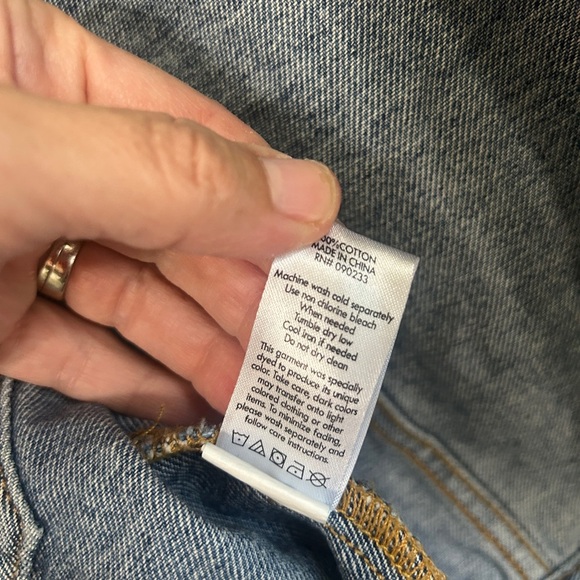 00%COTTON
MADE IN CHINA
RN# 090233
Machine wash cold separately
Use non chlorine bleach
When needed
Tumble dry low
Cool Iron if needed
Do not dry clean
This garment was specially
dyed to produce its unique
color. Take care, dark colors
may transfer onto light
colored clothing or other
items. To minimize fading,
please wash separately and
follow care instructions.